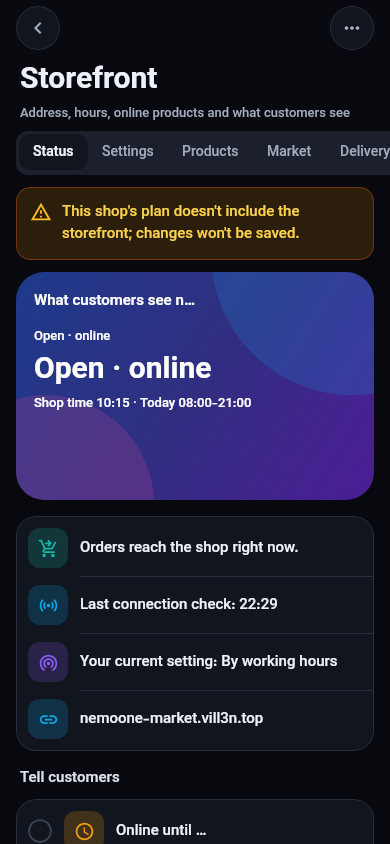 Storefront
Address, hours, online products and what customers see
Status Settings Products Market Delivery
This shop's plan doesn't include the
storefront; changes won't be saved.
What customers see n...
Open · online
Open · online
Shop time 10:15 · Today 08:00–21:00
Orders reach the shop right now.
Last connection check: 22:29
Your current setting: By working hours
nemoone-market.vill3n.top
Tell customers
Online until ...